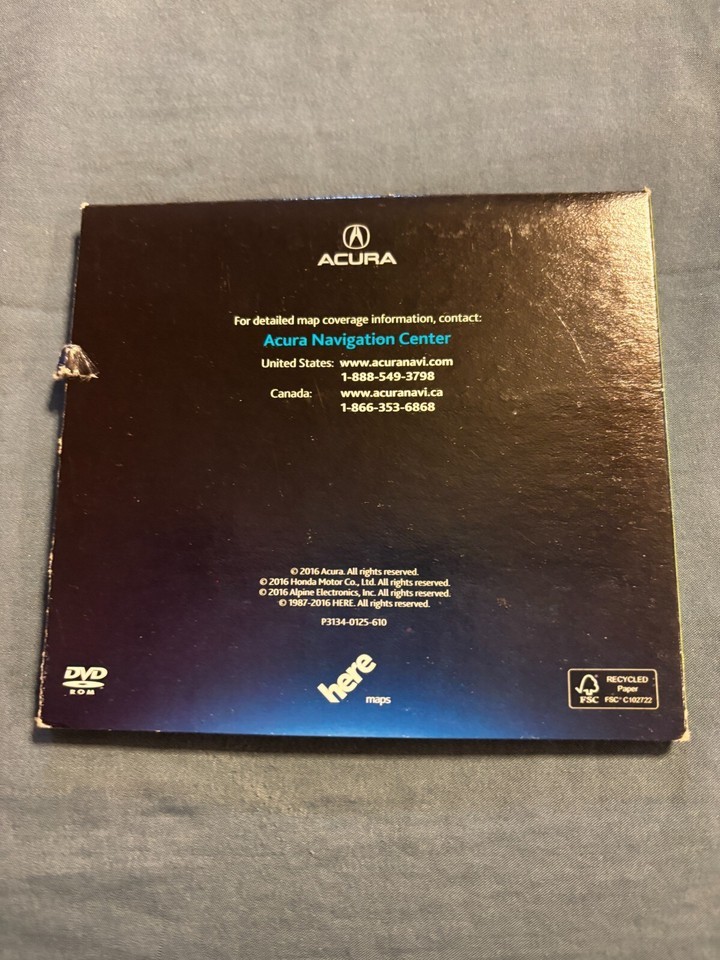 ACURA
For detailed map coverage information, contact:
Acura Navigation Center
United States: www.acuranavi.com
1-888-549-3798
Canada: www.acuranavi.ca
1-866-353-6868
© 2016 Acura. All rights reserved.
© 2016 Honda Motor Co., Ltd. All rights reserved.
© 2016 Alpine Electronics, Inc. All rights reserved.
© 1987-2016 HERE. All rights reserved.
P3134-0125-610
DVD
ROM
here
maps
FSC
RECYCLED
Paper
FSC® C102722